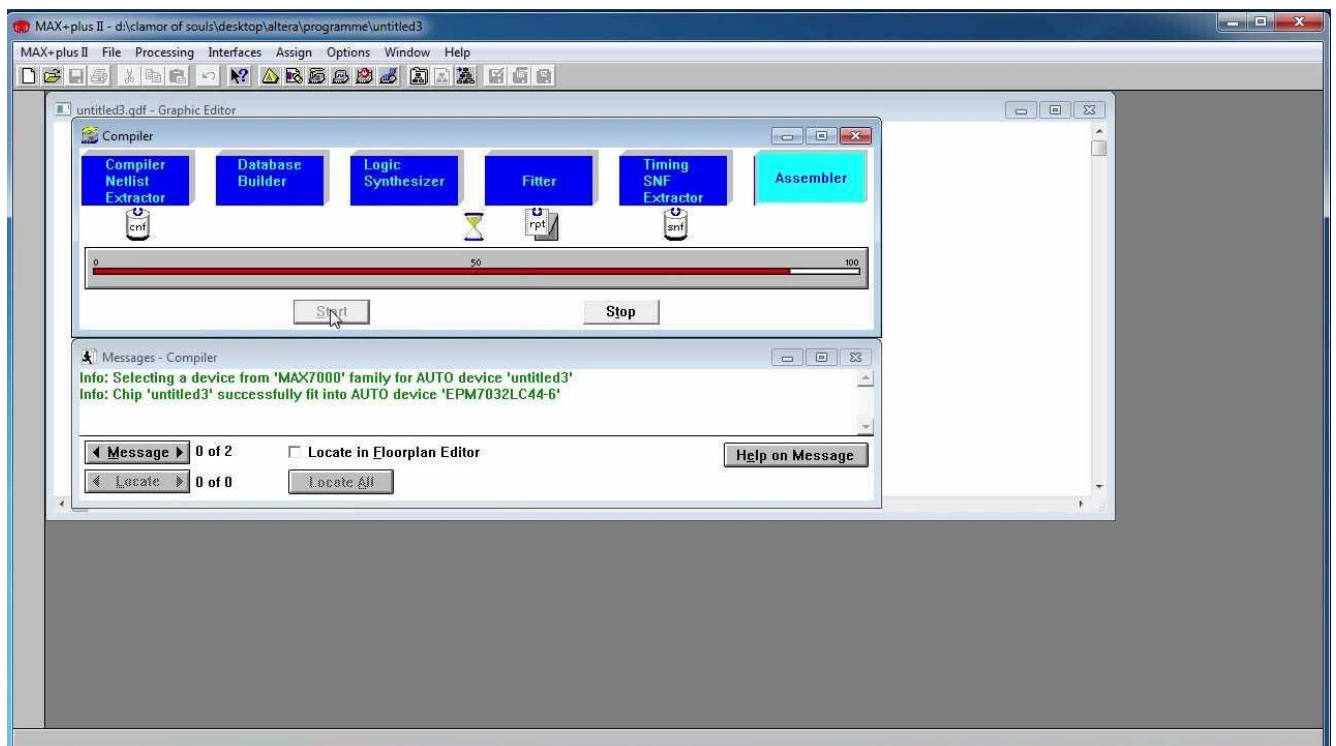 MAX+plus II - d:\clamor of souls\desktop\altera\programme\untitled3
MAX+plus II File Processing Interfaces Assign Options Window Help
untitled3.gdf - Graphic Editor
Compiler
Compiler Netlist Extractor
Database Builder
Logic Synthesizer
Fitter
Timing SNF Extractor
Assembler
cnf
rpt
snf
0 50 100
Start Stop
Messages - Compiler
Info: Selecting a device from 'MAX7000' family for AUTO device 'untitled3'
Info: Chip 'untitled3' successfully fit into AUTO device 'EPM7032LC44-6'
Message 0 of 2 Locate in Floorplan Editor Help on Message
Locate 0 of 0 Locate All